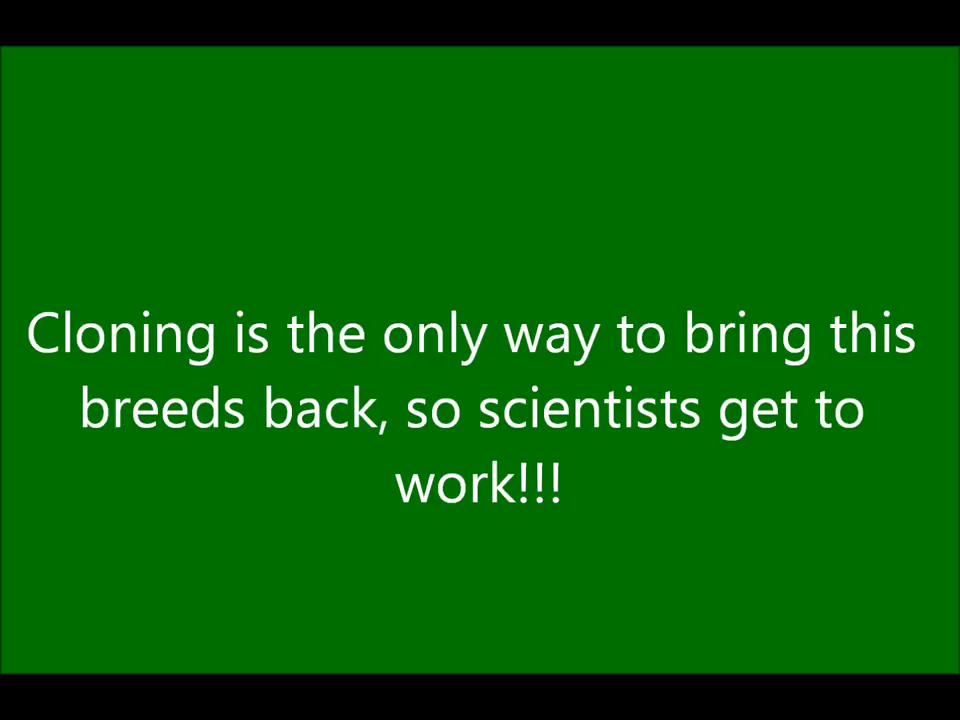 Cloning is the only way to bring this
breeds back, so scientists get to
work!!!